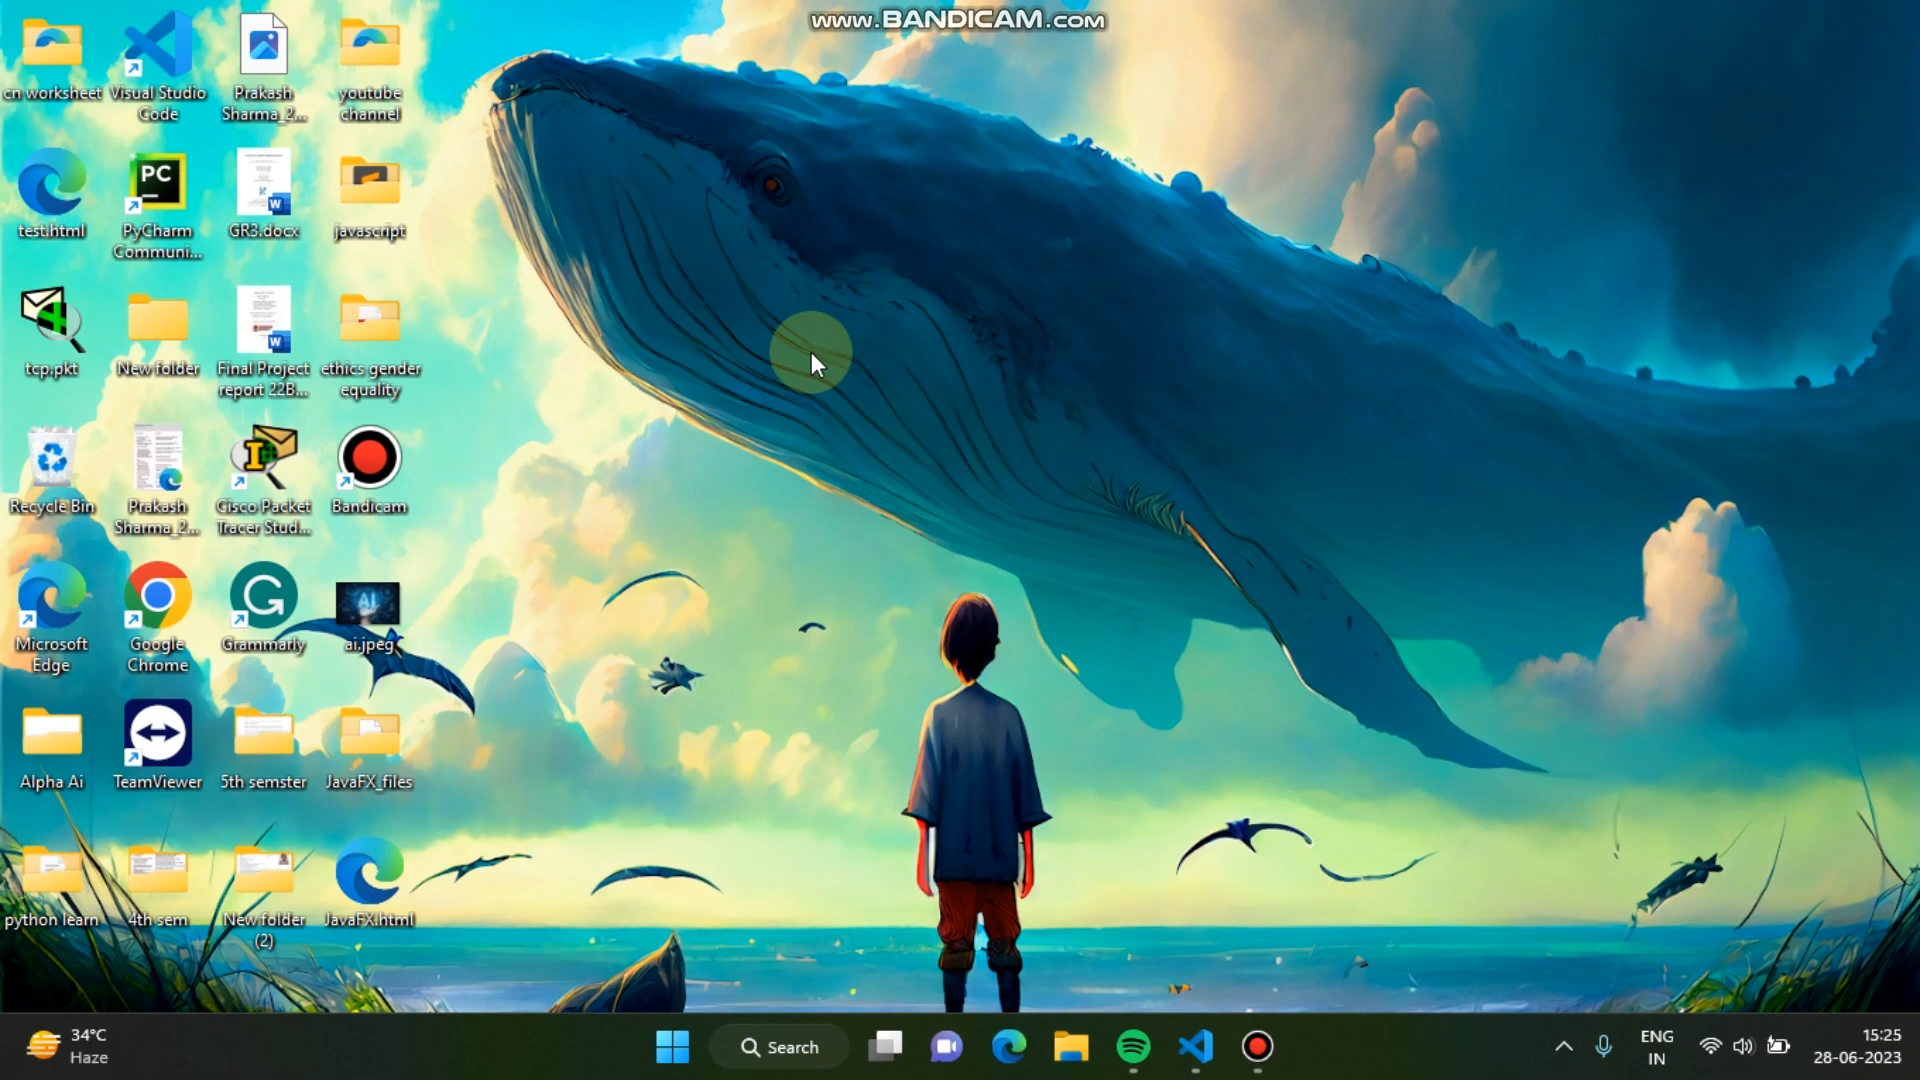 www.BANDICAM.com
cn worksheet
Visual Studio
Code
Prakash
Sharma_2...
youtube
channel
test.html
PC
PyCharm
Communi...
W
GR3.docx
javascript
tcp.pkt
New folder
W
Final Project
report 22B...
ethics gender
equality
Recycle Bin
Prakash
Sharma_2...
Cisco Packet
Tracer Stud...
Bandicam
Microsoft
Edge
Google
Chrome
Grammarly
AI
ai.jpeg
Alpha Ai
TeamViewer
5th semster
JavaFX_files
python learn
4th sem
New folder
(2)
JavaFX.html
34°C
Haze
Search
ENG
IN
15:25
28-06-2023